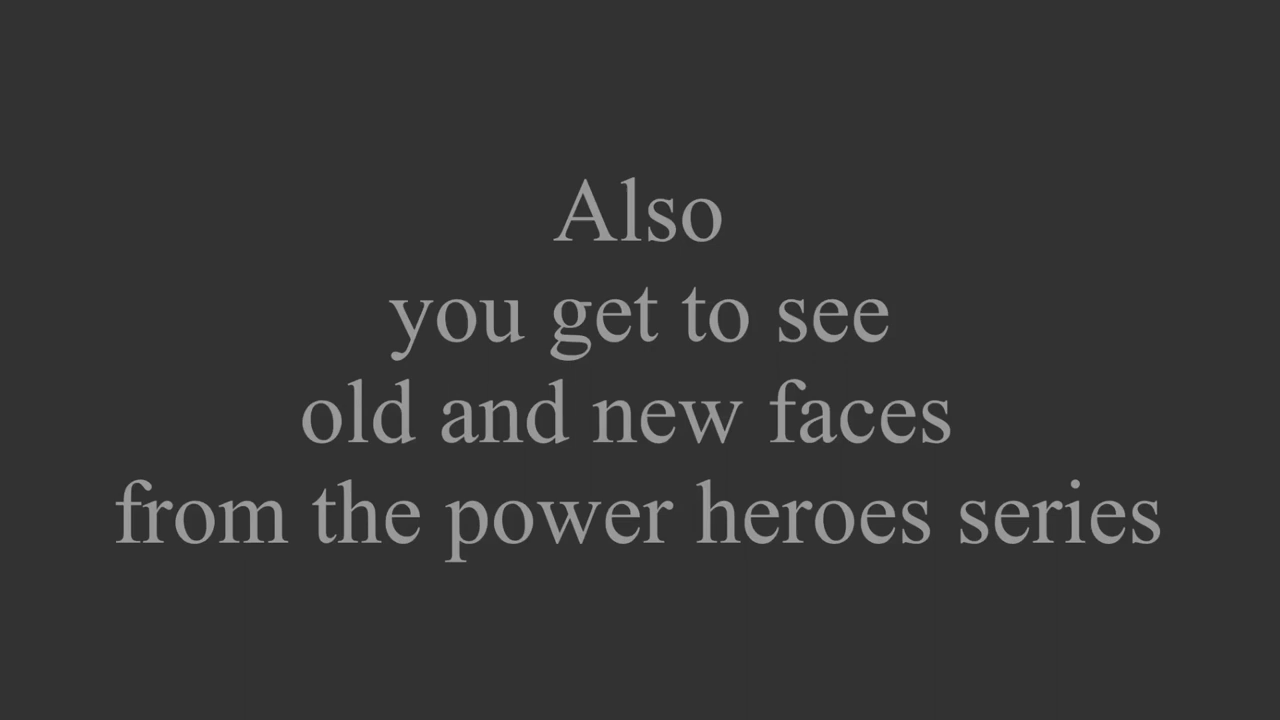 Also
you get to see
old and new faces
from the power heroes series